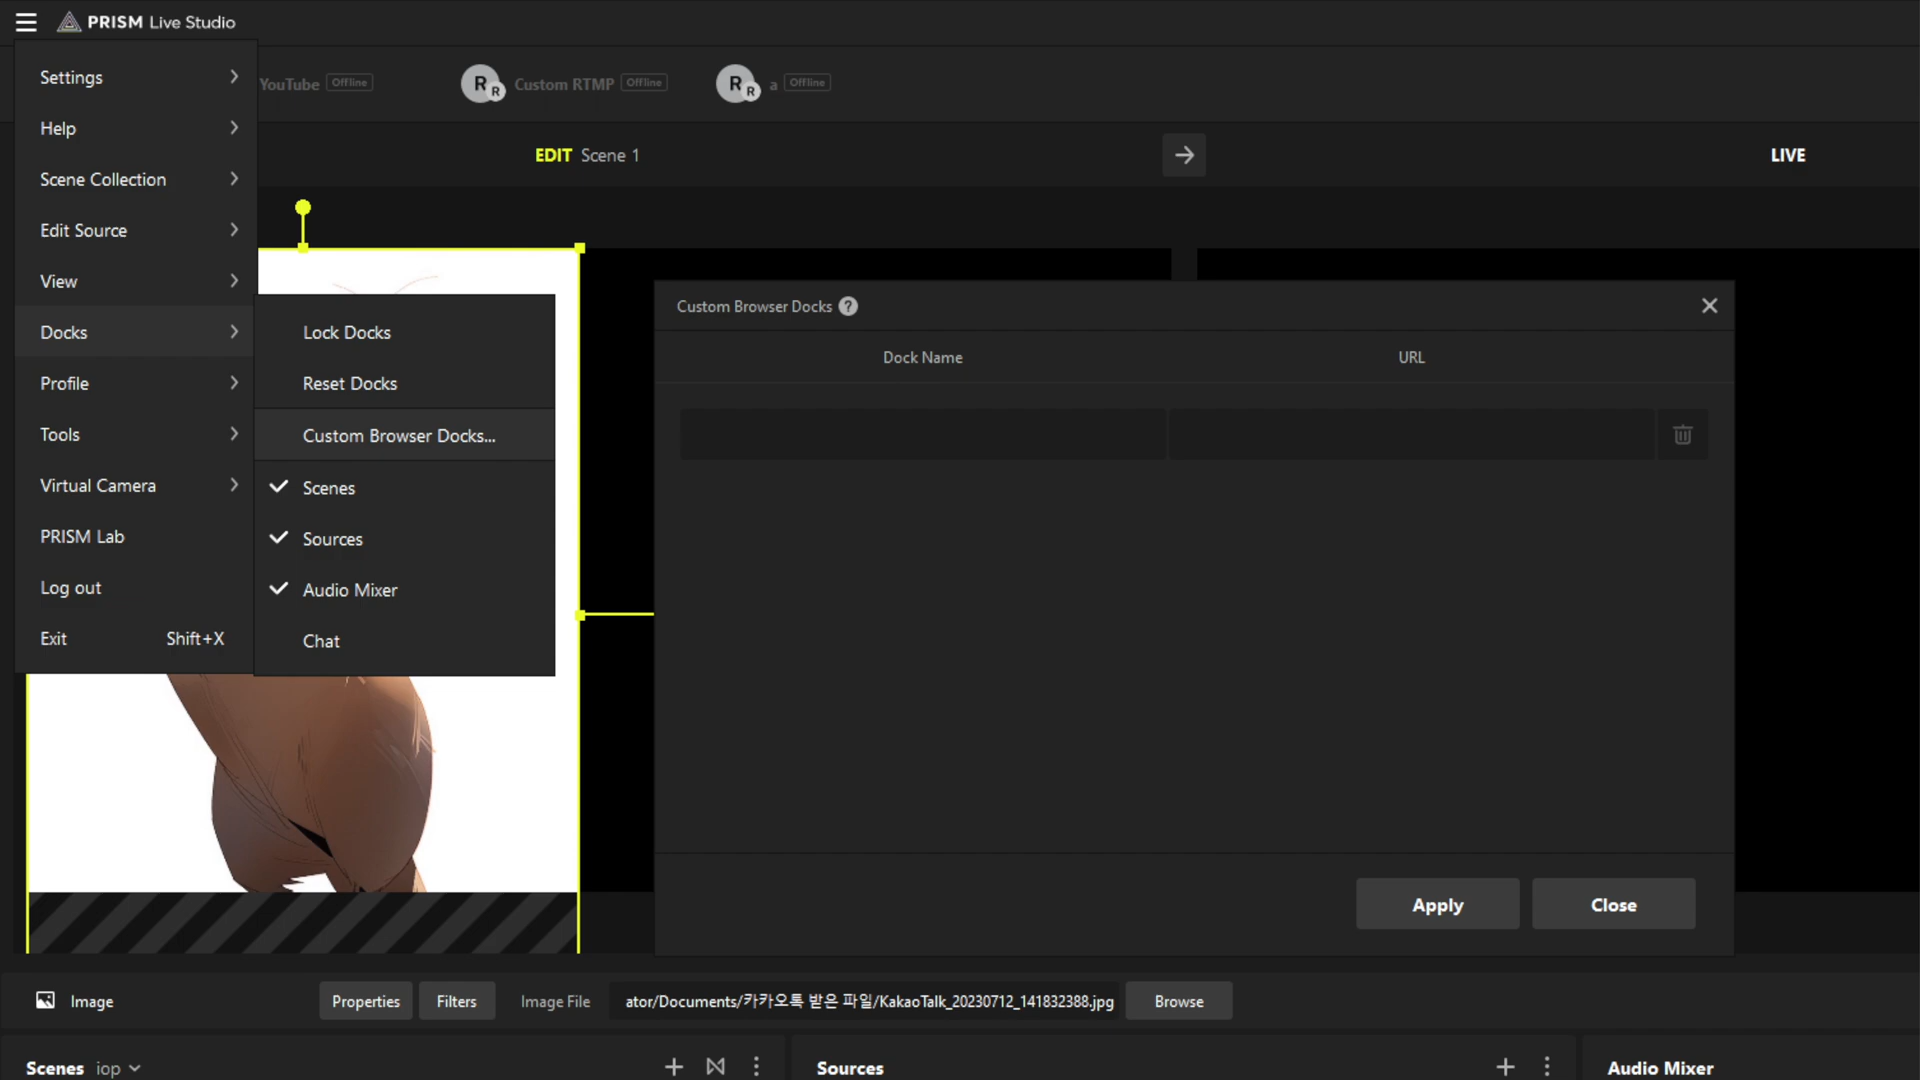 PRISM Live Studio
Settings
Help
Scene Collection
Edit Source
View
Docks
Profile
Tools
Virtual Camera
PRISM Lab
Log out
Exit Shift+X
YouTube Offline
R R Custom RTMP Offline
R R a Offline
EDIT Scene 1
LIVE
Lock Docks
Reset Docks
Custom Browser Docks...
Scenes
Sources
Audio Mixer
Chat
Custom Browser Docks ?
Dock Name URL
Apply Close
Image Properties Filters Image File ator/Documents/카카오톡 받은 파일/KakaoTalk_20230712_141832388.jpg Browse
Scenes iop
Sources
Audio Mixer